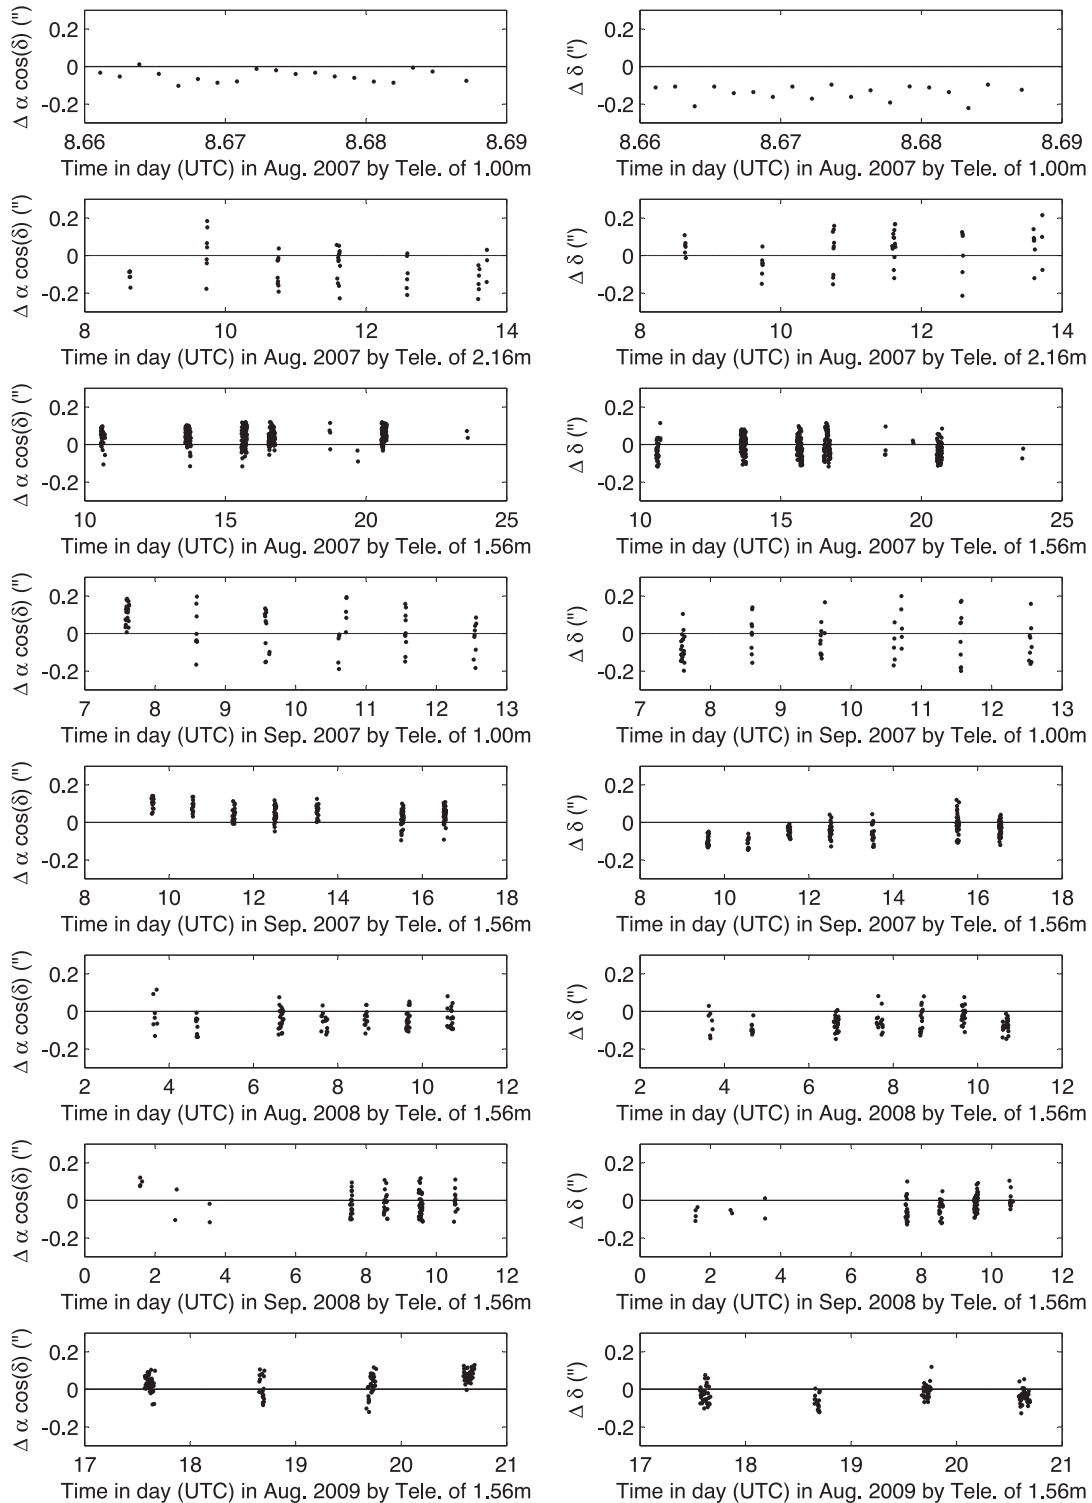 Δ α cos(δ) (")
0.2
0
-0.2
8.66 8.67 8.68 8.69
Time in day (UTC) in Aug. 2007 by Tele. of 1.00m
Δ δ (")
0.2
0
-0.2
8.66 8.67 8.68 8.69
Time in day (UTC) in Aug. 2007 by Tele. of 1.00m
Δ α cos(δ) (")
0.2
0
-0.2
8 10 12 14
Time in day (UTC) in Aug. 2007 by Tele. of 2.16m
Δ δ (")
0.2
0
-0.2
8 10 12 14
Time in day (UTC) in Aug. 2007 by Tele. of 2.16m
Δ α cos(δ) (")
0.2
0
-0.2
10 15 20 25
Time in day (UTC) in Aug. 2007 by Tele. of 1.56m
Δ δ (")
0.2
0
-0.2
10 15 20 25
Time in day (UTC) in Aug. 2007 by Tele. of 1.56m
Δ α cos(δ) (")
0.2
0
-0.2
7 8 9 10 11 12 13
Time in day (UTC) in Sep. 2007 by Tele. of 1.00m
Δ δ (")
0.2
0
-0.2
7 8 9 10 11 12 13
Time in day (UTC) in Sep. 2007 by Tele. of 1.00m
Δ α cos(δ) (")
0.2
0
-0.2
8 10 12 14 16 18
Time in day (UTC) in Sep. 2007 by Tele. of 1.56m
Δ δ (")
0.2
0
-0.2
8 10 12 14 16 18
Time in day (UTC) in Sep. 2007 by Tele. of 1.56m
Δ α cos(δ) (")
0.2
0
-0.2
2 4 6 8 10 12
Time in day (UTC) in Aug. 2008 by Tele. of 1.56m
Δ δ (")
0.2
0
-0.2
2 4 6 8 10 12
Time in day (UTC) in Aug. 2008 by Tele. of 1.56m
Δ α cos(δ) (")
0.2
0
-0.2
0 2 4 6 8 10 12
Time in day (UTC) in Sep. 2008 by Tele. of 1.56m
Δ δ (")
0.2
0
-0.2
0 2 4 6 8 10 12
Time in day (UTC) in Sep. 2008 by Tele. of 1.56m
Δ α cos(δ) (")
0.2
0
-0.2
17 18 19 20 21
Time in day (UTC) in Aug. 2009 by Tele. of 1.56m
Δ δ (")
0.2
0
-0.2
17 18 19 20 21
Time in day (UTC) in Aug. 2009 by Tele. of 1.56m